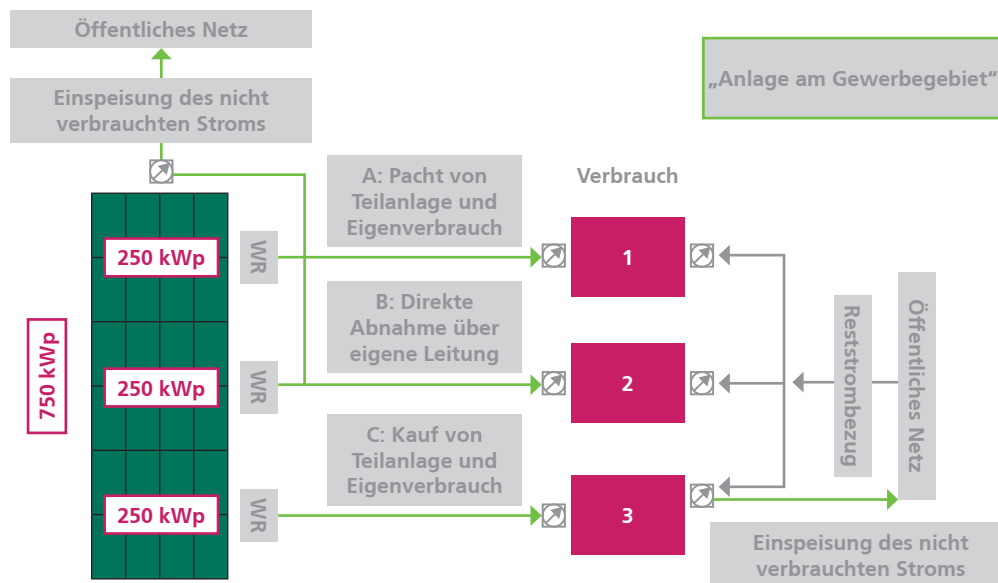 Öffentliches Netz
Einspeisung des nicht
verbrauchten Stroms
„Anlage am Gewerbegebiet“
A: Pacht von
Teilanlage und
Eigenverbrauch
Verbrauch
250 kWp
WR
1
B: Direkte
Abnahme über
eigene Leitung
750 kWp
250 kWp
WR
2
Reststrombezug
Öffentliches Netz
C: Kauf von
Teilanlage und
Eigenverbrauch
250 kWp
WR
3
Einspeisung des nicht
verbrauchten Stroms